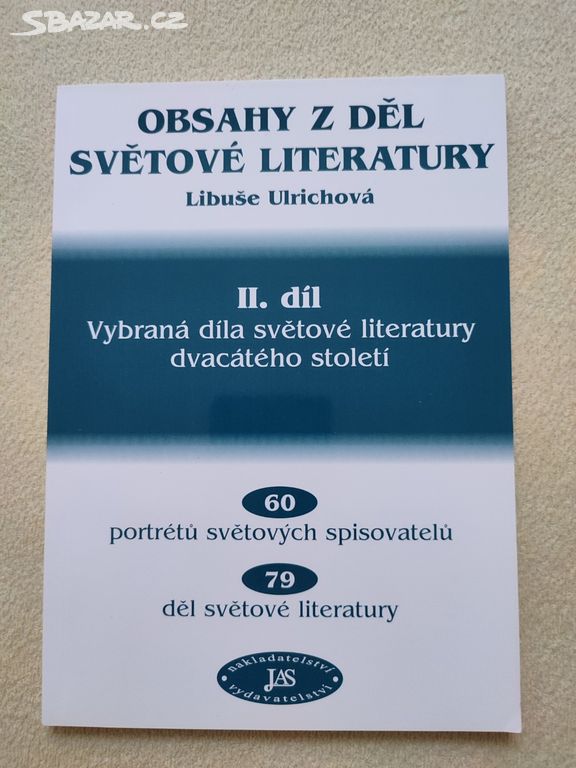 SBAZAR.CZ
OBSAHY Z DĚL
SVĚTOVÉ LITERATURY
Libuše Ulrichová
II. díl
Vybraná díla světové literatury
dvacátého století
60
portrétů světových spisovatelů
79
děl světové literatury
nakladatelství
JAS
vydavatelství